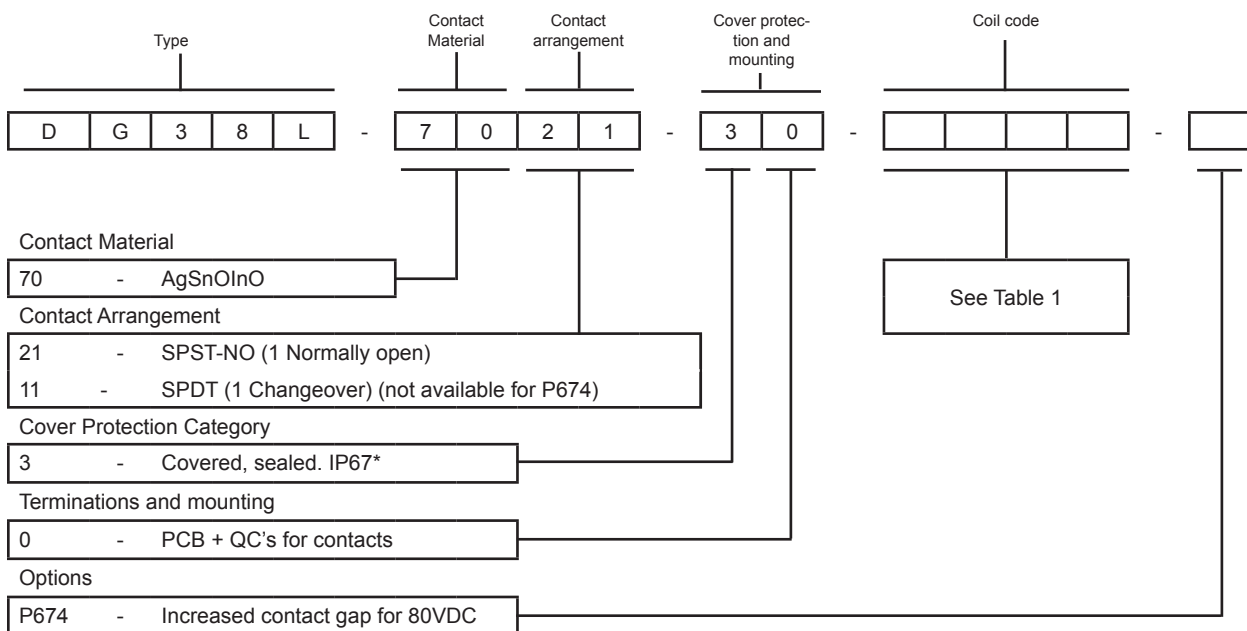 Type
Contact
Material
Contact
arrangement
Cover protec-
tion and
mounting
Coil code
D G 3 8 L - 7 0 2 1 - 3 0 - -
Contact Material
70 - AgSnOInO
See Table 1
Contact Arrangement
21 - SPST-NO (1 Normally open)
11 - SPDT (1 Changeover) (not available for P674)
Cover Protection Category
3 - Covered, sealed. IP67*
Terminations and mounting
0 - PCB + QC's for contacts
Options
P674 - Increased contact gap for 80VDC